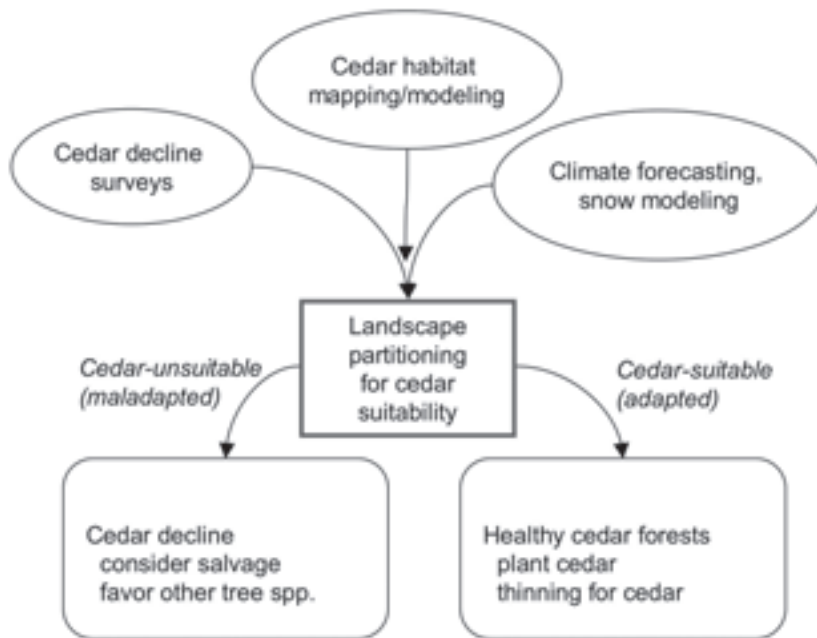 Cedar habitat
mapping/modeling
Cedar decline
surveys
Climate forecasting,
snow modeling
Landscape
partitioning
for cedar
suitability
Cedar-unsuitable
(maladapted)
Cedar-suitable
(adapted)
Cedar decline
consider salvage
favor other tree spp.
Healthy cedar forests
plant cedar
thinning for cedar